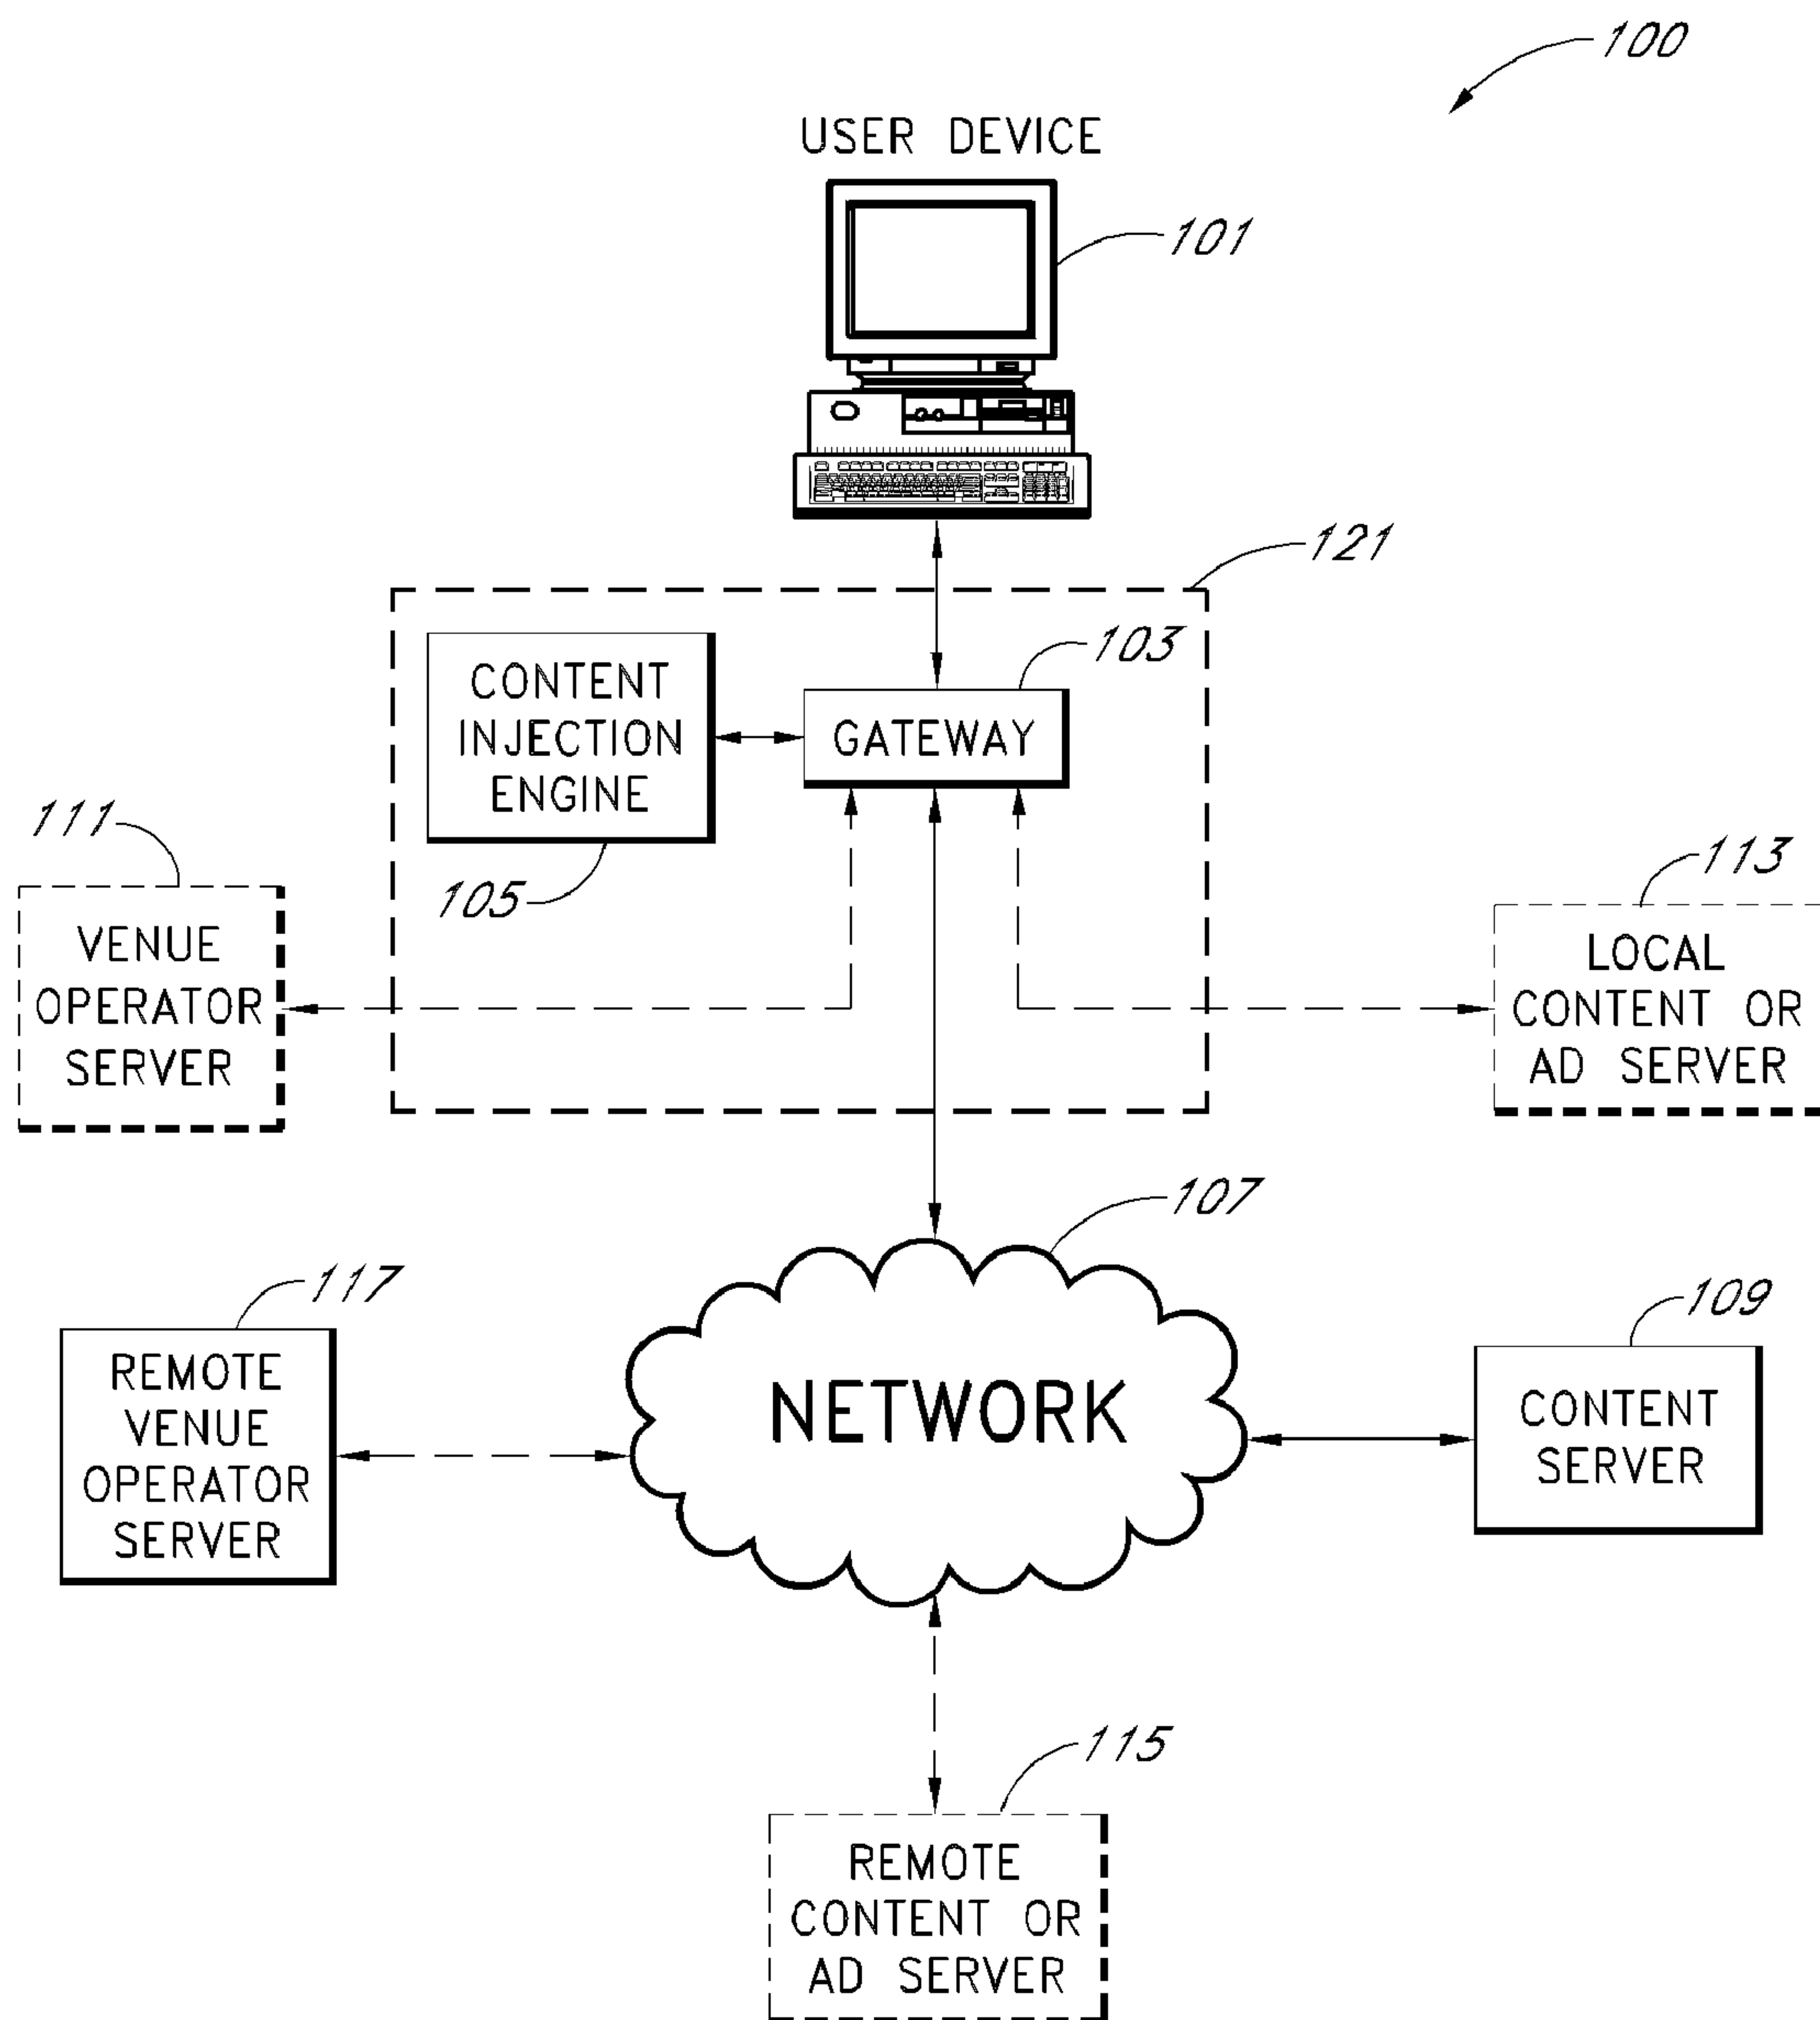 100
USER DEVICE
101
121
103
CONTENT
INJECTION
ENGINE
GATEWAY
105
111
VENUE
OPERATOR
SERVER
113
LOCAL
CONTENT OR
AD SERVER
107
NETWORK
117
REMOTE
VENUE
OPERATOR
SERVER
109
CONTENT
SERVER
115
REMOTE
CONTENT OR
AD SERVER